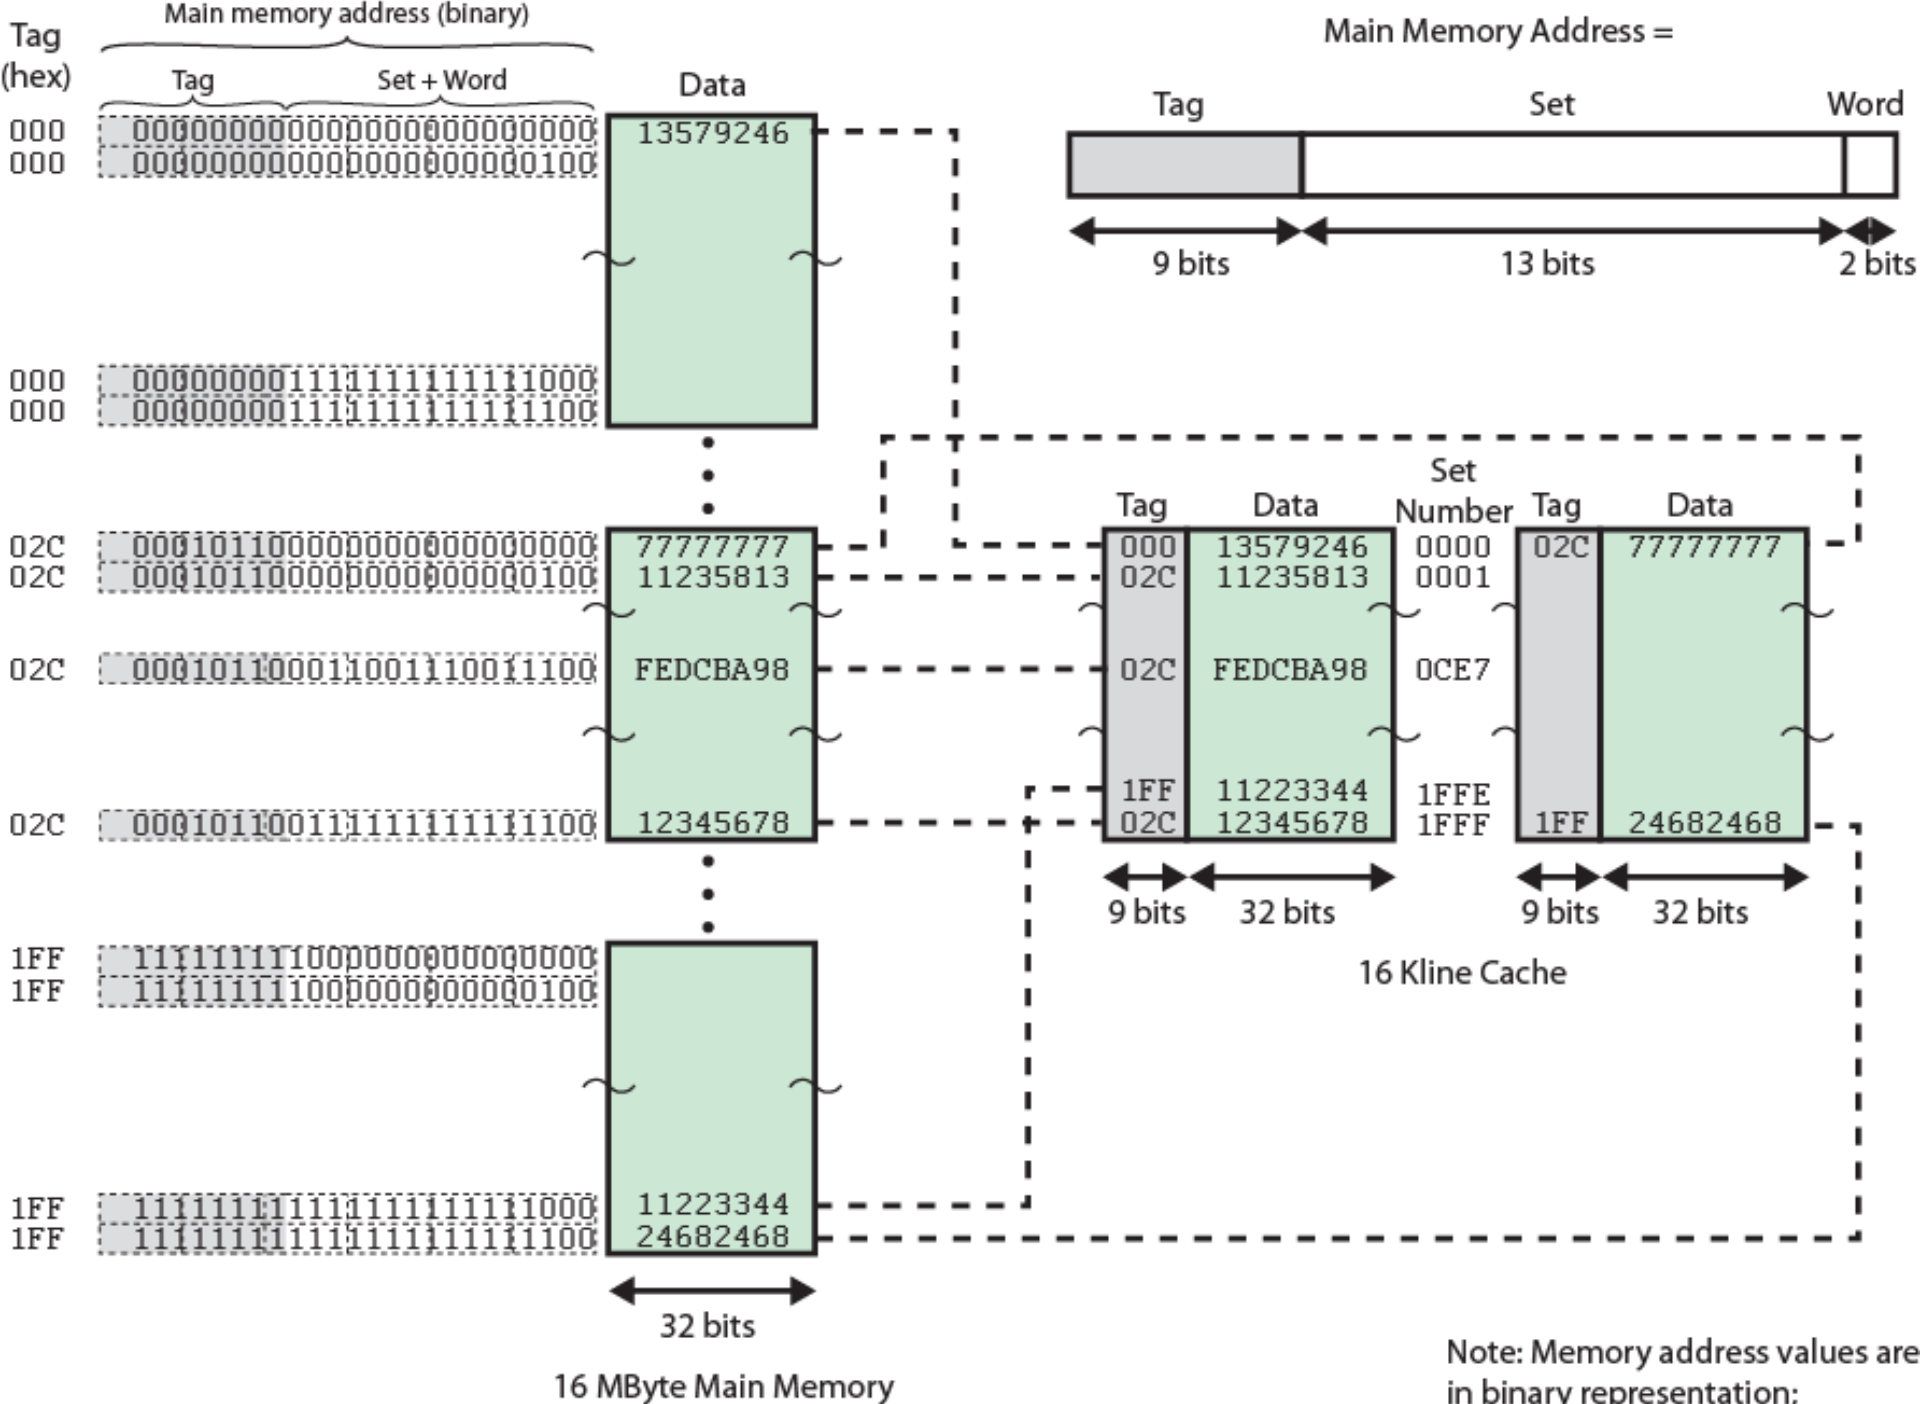 Main memory address (binary)
Tag
(hex)
Tag Set + Word Data
000 000000000000000000000000 13579246
000 000000000000000000000100
000 000000001111111111111000
000 000000001111111111111100
02C 000101100000000000000000 77777777
02C 000101100000000000000100 11235813
02C 000101100011001110011100 FEDCBA98
02C 000101100011111111111100 12345678
1FF 111111111000000000000000
1FF 111111111000000000000100
1FF 111111111111111111111000 11223344
1FF 111111111111111111111100 24682468
32 bits
16 MByte Main Memory
Main Memory Address =
Tag Set Word
9 bits 13 bits 2 bits
Set
Tag Data Number Tag Data
000 13579246 0000 02C 77777777
02C 11235813 0001
02C FEDCBA98 0CE7
1FF 11223344 1FFE
02C 12345678 1FFF 1FF 24682468
9 bits 32 bits 9 bits 32 bits
16 Kline Cache
Note: Memory address values are
in binary representation;